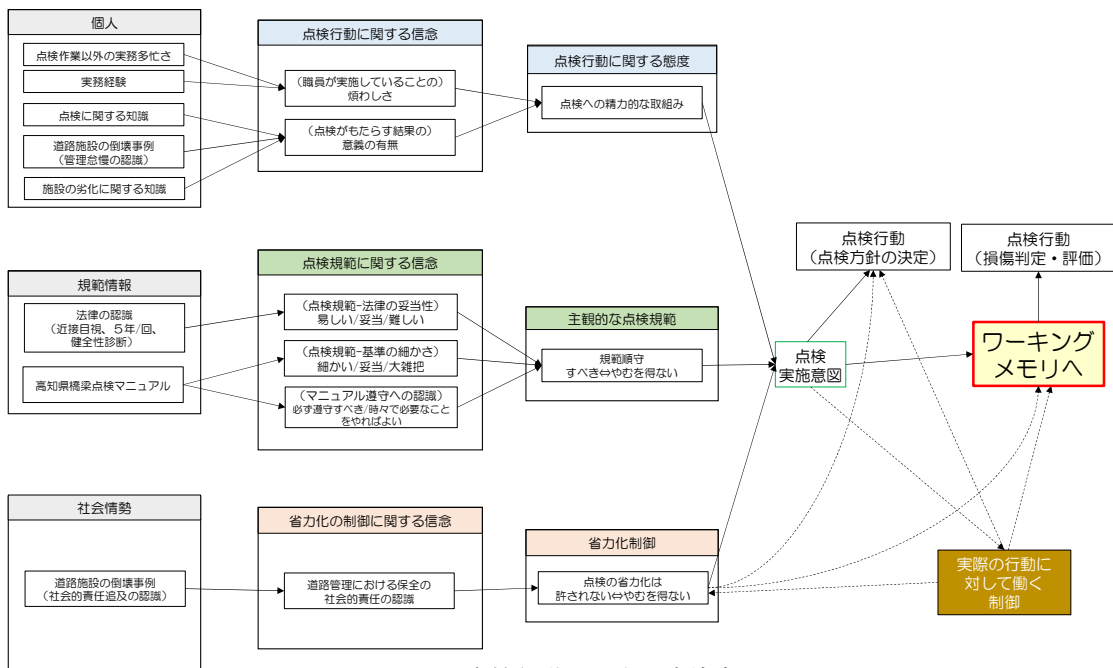 個人
点検作業以外の実務多忙さ
実務経験
点検に関する知識
道路施設の倒壊事例
（管理怠慢の認識）
施設の劣化に関する知識
点検行動に関する信念
（職員が実施していることの）
煩わしさ
（点検がもたらす結果の）
意義の有無
点検行動に関する態度
点検への精力的な取組み
規範情報
法律の認識
（近接目視、５年/回、
健全性診断）
高知県橋梁点検マニュアル
点検規範に関する信念
（点検規範-法律の妥当性）
易しい/妥当/難しい
（点検規範-基準の細かさ）
細かい/妥当/大雑把
（マニュアル遵守への認識）
必ず遵守すべき/時々で必要なこと
をやればよい
主観的な点検規範
規範順守
すべき⇔やむを得ない
社会情勢
道路施設の倒壊事例
（社会的責任追及の認識）
省力化の制御に関する信念
道路管理における保全の
社会的責任の認識
省力化制御
点検の省力化は
許されない⇔やむを得ない
点検
実施意図
点検行動
（点検方針の決定）
点検行動
（損傷判定・評価）
ワーキング
メモリへ
実際の行動に
対して働く
制御